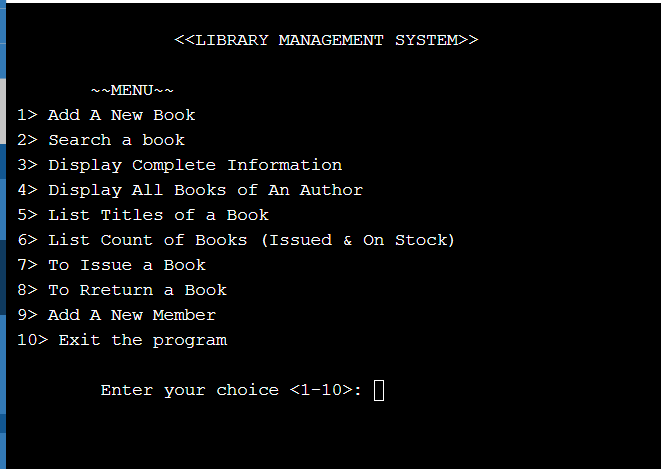 <<LIBRARY MANAGEMENT SYSTEM>>
~~MENU~~
1> Add A New Book
2> Search a book
3> Display Complete Information
4> Display All Books of An Author
5> List Titles of a Book
6> List Count of Books (Issued & On Stock)
7> To Issue a Book
8> To Rreturn a Book
9> Add A New Member
10> Exit the program
Enter your choice <1-10>: